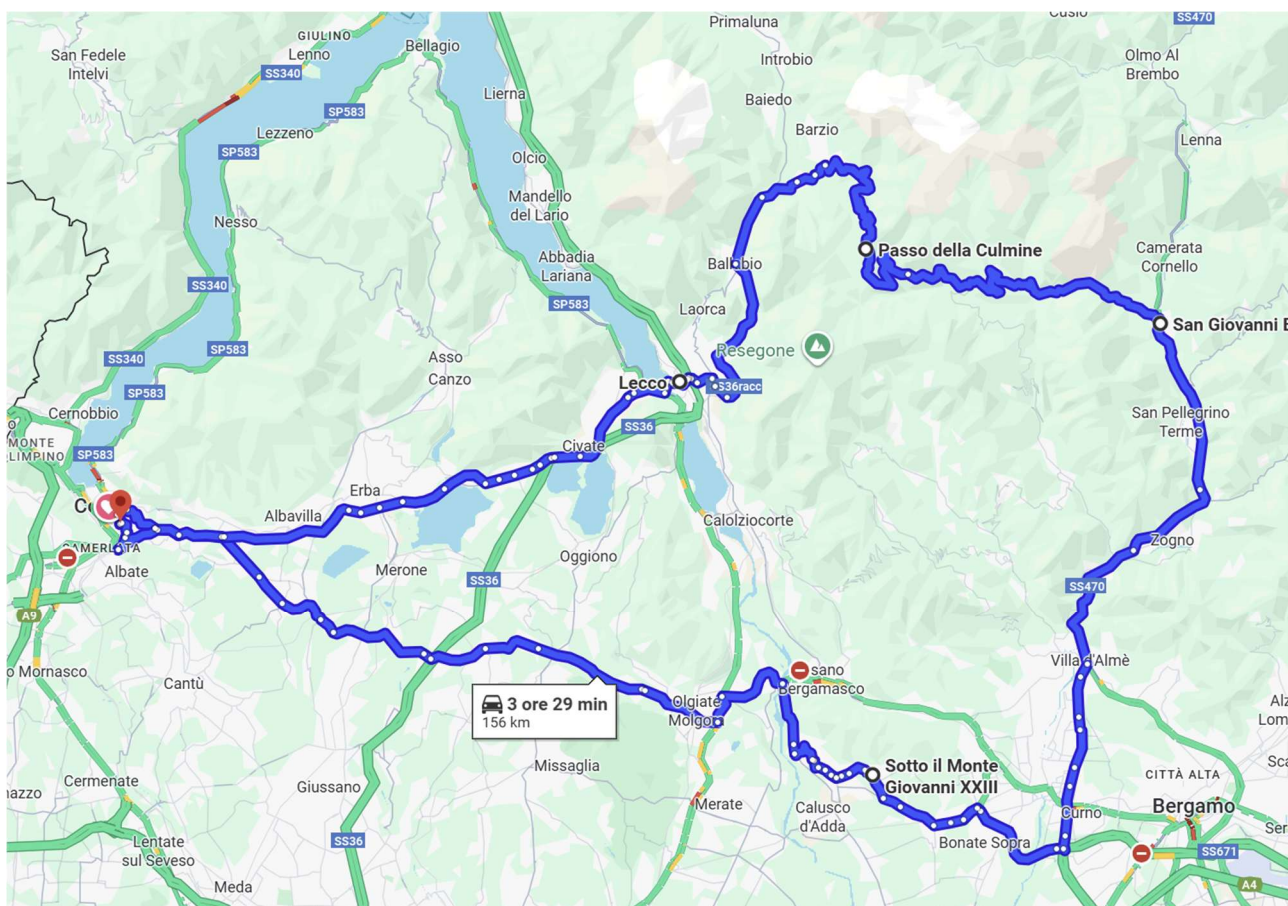 Primaluna
Cusio
SS470
GIULINO
Lenno
Bellagio
San Fedele
Intelvi
SS340
Introbio
Olmo Al
Brembo
Lierna
Baiedo
SP583
Lezzeno
Barzio
Lenna
SP583
Olcio
Mandello
del Lario
Nesso
Passo della Culmine
Camerata
Cornello
Abbadia
Lariana
Ballabio
SS340
SP583
Laorca
San Giovanni B
SP583
SS340
Asso
Canzo
Resegone
Lecco
SS36racc
SP583
Cernobbio
San Pellegrino
Terme
SS36
MONTE
OLIMPINO
SP583
Civate
Erba
Albavilla
Calolziocorte
CAMERLATA
Zogno
Albate
Merone
Oggiono
SS36
SS470
A9
Villa d'Almè
o Mornasco
Cantù
sano
Bergamasco
3 ore 29 min
156 km
Olgiate
Molgora
Missaglia
Sotto il Monte
Giovanni XXIII
CITTÀ ALTA
Cermenate
Giussano
Merate
Calusco
d'Adda
Curno
Bergamo
SS36
Bonate Sopra
Lentate
sul Seveso
SS671
Meda
A4